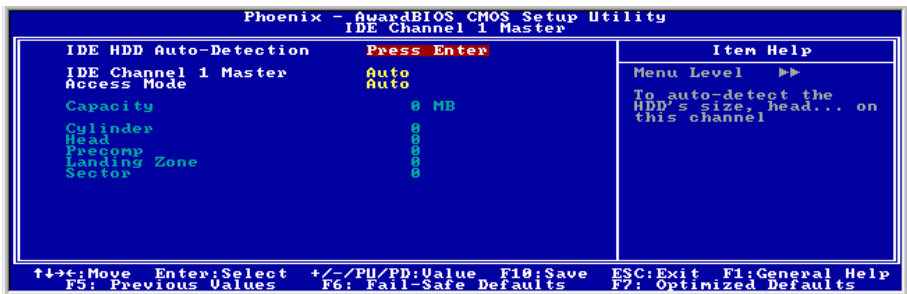 Phoenix - AwardBIOS CMOS Setup Utility
IDE Channel 1 Master
IDE HDD Auto-Detection Press Enter
IDE Channel 1 Master Auto
Access Mode Auto
Capacity 0 MB
Cylinder 0
Head 0
Precomp 0
Landing Zone 0
Sector 0
Item Help
Menu Level ►►
To auto-detect the
HDD's size, head... on
this channel
↑↓→←:Move Enter:Select +/-/PU/PD:Value F10:Save ESC:Exit F1:General Help
F5: Previous Values F6: Fail-Safe Defaults F7: Optimized Defaults